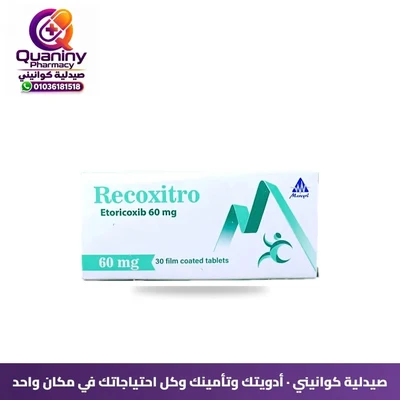 Quaniny
Pharmacy
صيدلية كوانيني
01036181518
Recoxitro
Etoricoxib 60 mg
60 mg
30 film coated tablets
صيدلية كوانيني - أدويتك وتأمينك وكل احتياجاتك في مكان واحد